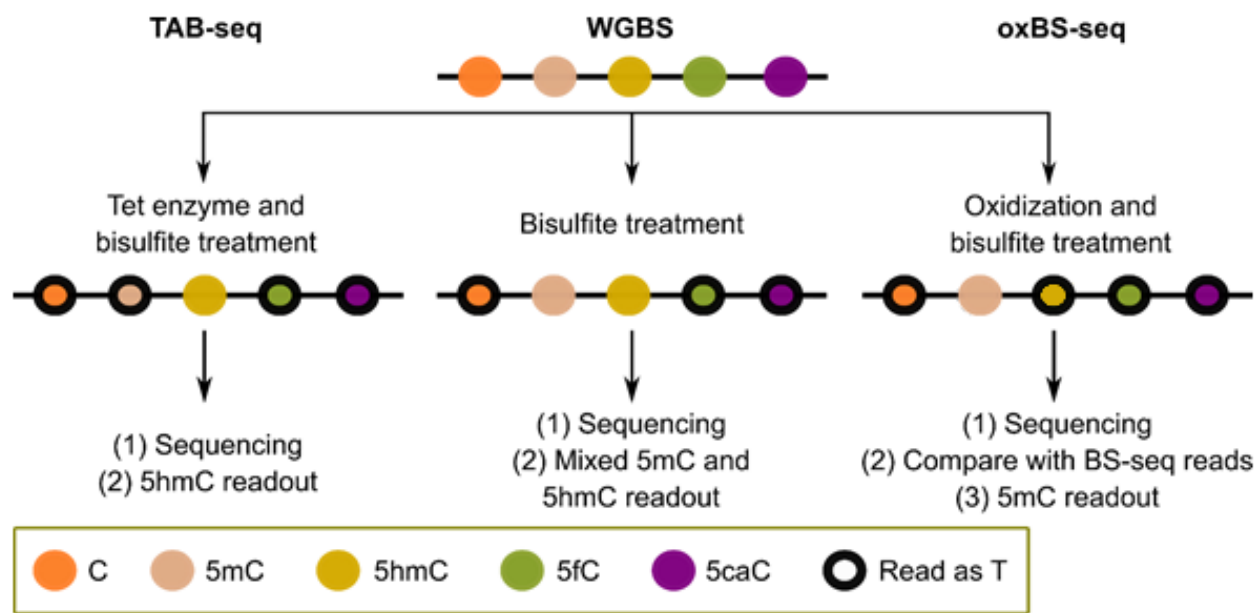 TAB-seq
WGBS
oxBS-seq
Tet enzyme and
bisulfite treatment
Bisulfite treatment
Oxidization and
bisulfite treatment
(1) Sequencing
(2) 5hmC readout
(1) Sequencing
(2) Mixed 5mC and
5hmC readout
(1) Sequencing
(2) Compare with BS-seq reads
(3) 5mC readout
C
5mC
5hmC
5fC
5caC
Read as T